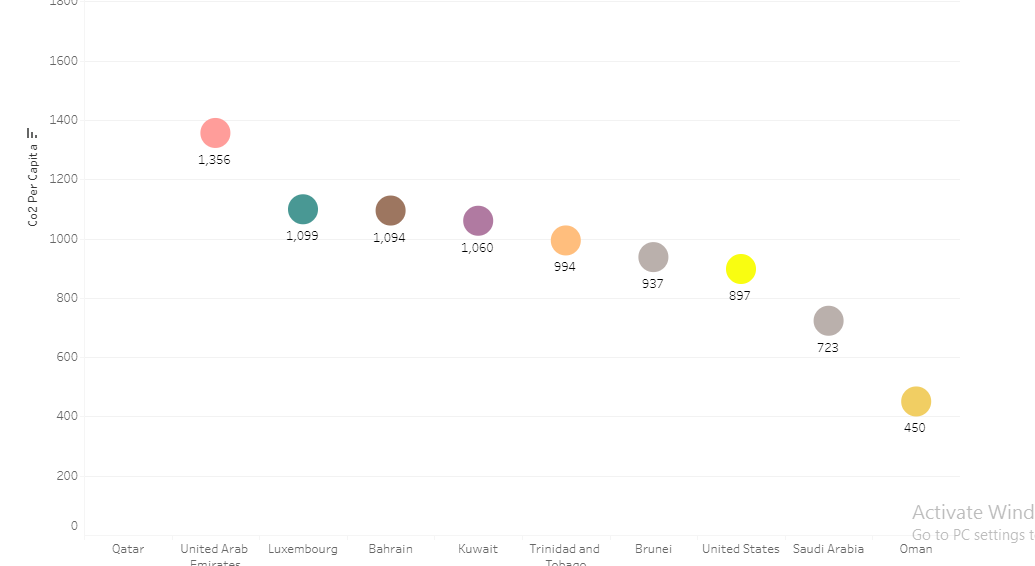 1800
1600
1400
1200
1000
800
600
400
200
0
Co2 Per Capita
1,356
1,099
1,094
1,060
994
937
897
723
450
Qatar
United Arab
Emirates
Luxembourg
Bahrain
Kuwait
Trinidad and
Tobago
Brunei
United States
Saudi Arabia
Oman
Activate Wind
Go to PC settings t